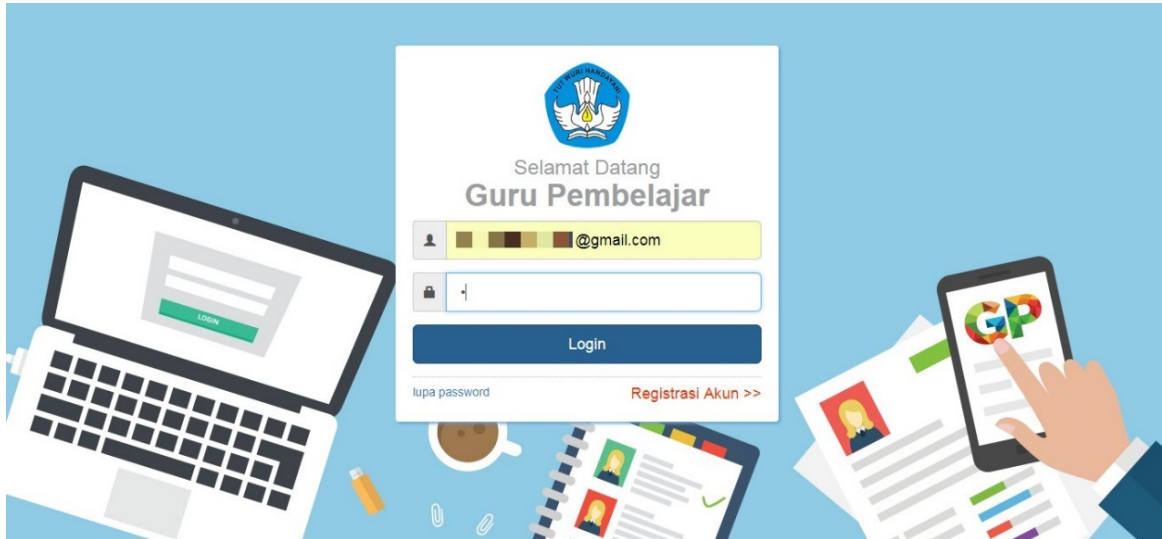 TUT WURI HANDAYANI
Selamat Datang
Guru Pembelajar
@gmail.com
Login
lupa password
Registrasi Akun >>
LOGIN
GP